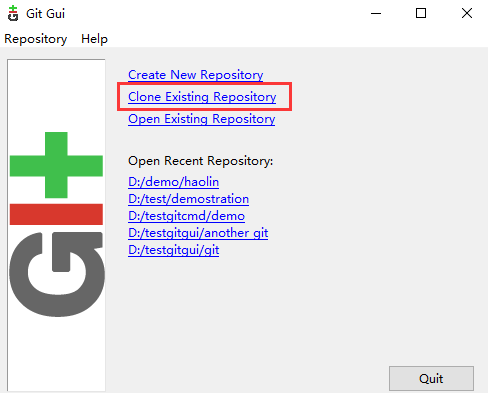 Git Gui
Repository Help
Create New Repository
Clone Existing Repository
Open Existing Repository
Open Recent Repository:
D:/demo/haolin
D:/test/demostration
D:/testgitcmd/demo
D:/testgitgui/another git
D:/testgitgui/git
GIt
Quit